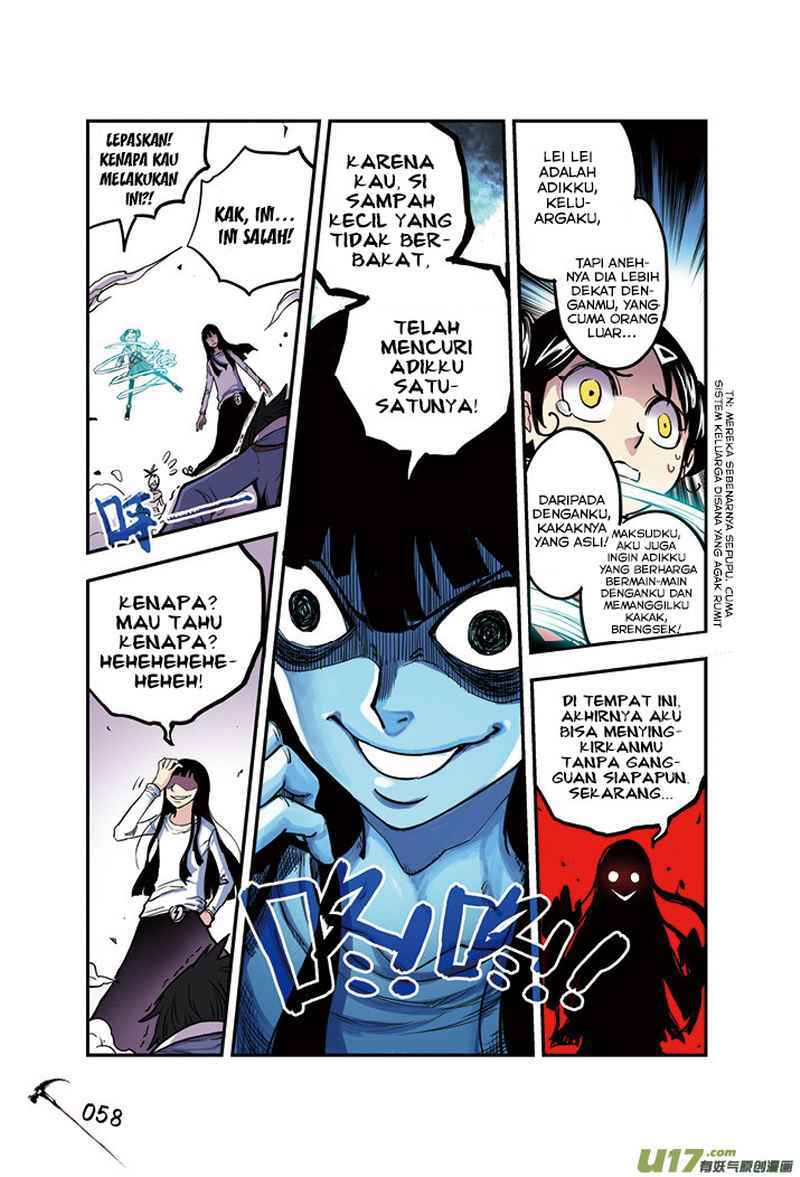 LEPASKAN!
KENAPA KAU
MELAKUKAN
INI?!
KAK, INI...
INI SALAH!
KENAPA?
MAU TAHU
KENAPA?
HEHEHEHEHE-
HEHEH!
KARENA
KAU, SI
SAMPAH
KECIL YANG
TIDAK BER-
BAKAT,
TELAH
MENCURI
ADIKKU
SATU-
SATUNYA!
LEI LEI
ADALAH
ADIKKU,
KELU-
ARGAKU,
TAPI ANEH-
NYA DIA LEBIH
DEKAT DEN-
GANMU, YANG
CUMA ORANG
LUAR...
DARIPADA
DENGANKU,
KAKAKNYA
YANG ASLI!
MAKSUDKU,
AKU JUGA
INGIN ADIKKU
YANG BERHARGA
BERMAIN-MAIN
DENGANKU DAN
MEMANGGILKU
KAKAK,
BRENGSEK!
TN: MEREKA SEBENARNYA SEPUPU, CUMA
SISTEM KELUARGA DISANA YANG AGAK RUMIT
DI TEMPAT INI,
AKHIRNYA AKU
BISA MENYING-
KIRKANMU
TANPA GANG-
GUAN SIAPAPUN.
SEKARANG...
058
U17.com
有妖气原创漫画